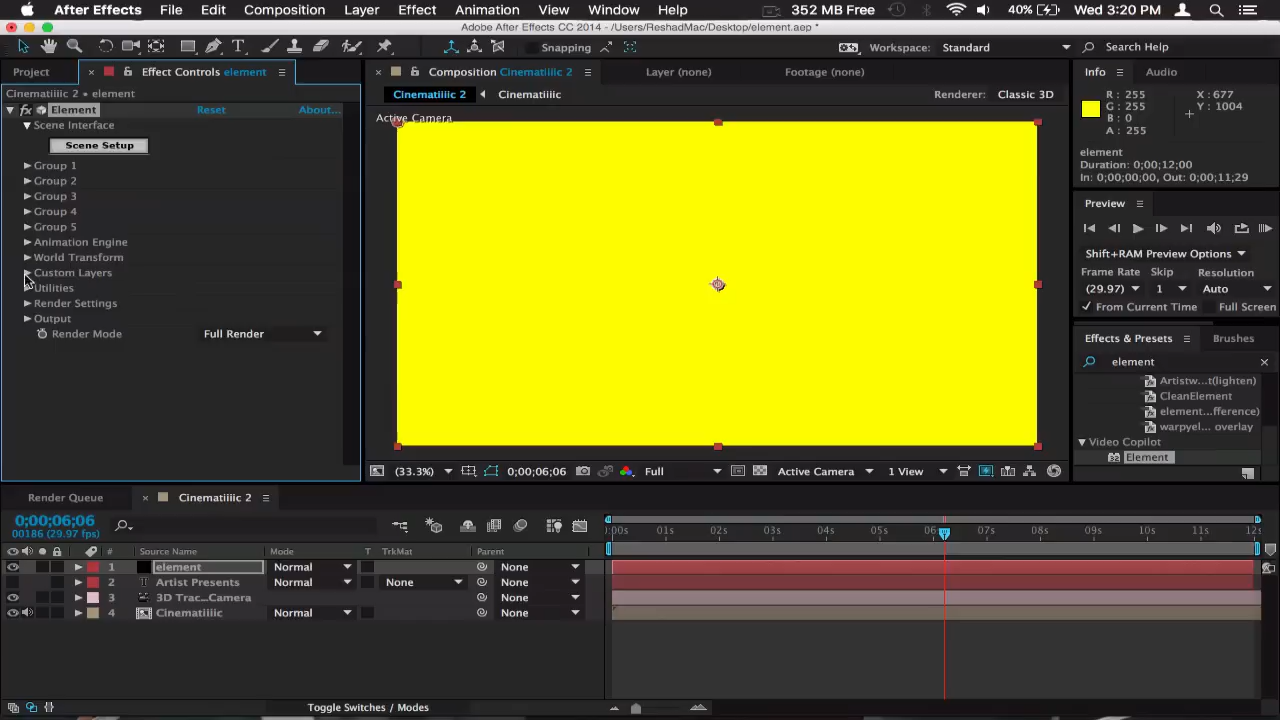 After Effects File Edit Composition Layer Effect Animation View Window Help 352 MB Free 40% Wed 3:20 PM
Adobe After Effects CC 2014 - /Users/ReshadMac/Desktop/element.aep *
Snapping Workspace: Standard Search Help
Project × Effect Controls element × Composition Cinematiiiic 2 Layer (none) Footage (none) Info Audio
Cinematiiiic 2 • element
Cinematiiiic 2 Cinematiiiic Renderer: Classic 3D
fx Element Reset About...
Active Camera
Scene Interface
Scene Setup
Group 1
Group 2
Group 3
Group 4
Group 5
Animation Engine
World Transform
Custom Layers
Utilities
Render Settings
Output
Render Mode Full Render
R: 255 X: 677
G: 255 Y: 1004
B: 0
A: 255
element
Duration: 0;00;12;00
In: 0;00;00;00, Out: 0;00;11;29
Preview
Shift+RAM Preview Options
Frame Rate Skip Resolution
(29.97) 1 Auto
From Current Time Full Screen
Effects & Presets Brushes
element ×
Artistw...t(lighten)
CleanElement
element...fference)
warpyel... overlay
Video Copilot
32 Element
(33.3%) 0;00;06;06 Full Active Camera 1 View
Render Queue × Cinematiiiic 2
0;00;06;06
00186 (29.97 fps)
:00s 01s 02s 03s 04s 05s 06s 07s 08s 09s 10s 11s 12s
# Source Name Mode T TrkMat Parent
1 element Normal None
2 T Artist Presents Normal None None
3 3D Trac...Camera None
4 Cinematiiiic Normal None
Toggle Switches / Modes